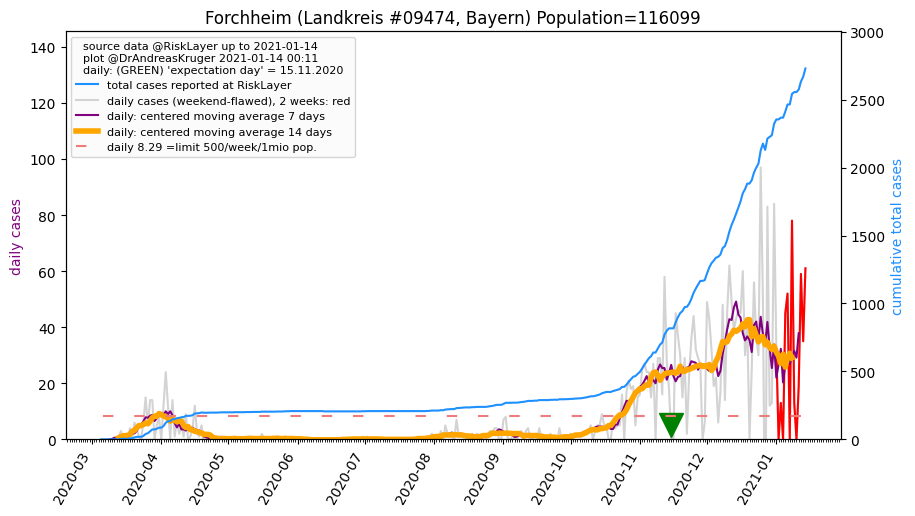 Forchheim (Landkreis #09474, Bayern) Population=116099
source data @RiskLayer up to 2021-01-14
plot @DrAndreasKruger 2021-01-14 00:11
daily: (GREEN) 'expectation day' = 15.11.2020
total cases reported at RiskLayer
daily cases (weekend-flawed), 2 weeks: red
daily: centered moving average 7 days
daily: centered moving average 14 days
daily 8.29 =limit 500/week/1mio pop.
daily cases
140
120
100
80
60
40
20
0
cumulative total cases
3000
2500
2000
1500
1000
500
0
2020-03
2020-04
2020-05
2020-06
2020-07
2020-08
2020-09
2020-10
2020-11
2020-12
2021-01